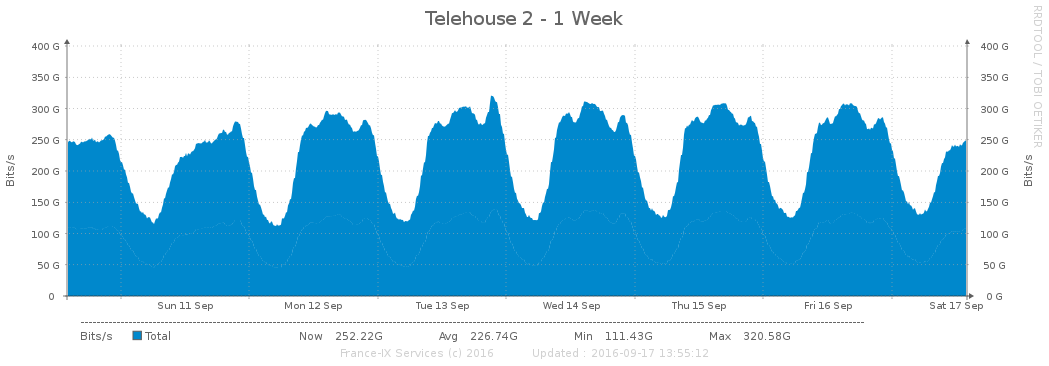 Telehouse 2 - 1 Week
RRDTOOL / TOBI OETIKER
Bits/s
400 G
350 G
300 G
250 G
200 G
150 G
100 G
50 G
0
400 G
350 G
300 G
250 G
200 G
150 G
100 G
50 G
0 G
Bits/s
Sun 11 Sep Mon 12 Sep Tue 13 Sep Wed 14 Sep Thu 15 Sep Fri 16 Sep Sat 17 Sep
Bits/s Total Now 252.22G Avg 226.74G Min 111.43G Max 320.58G
France-IX Services (c) 2016 Updated : 2016-09-17 13:55:12